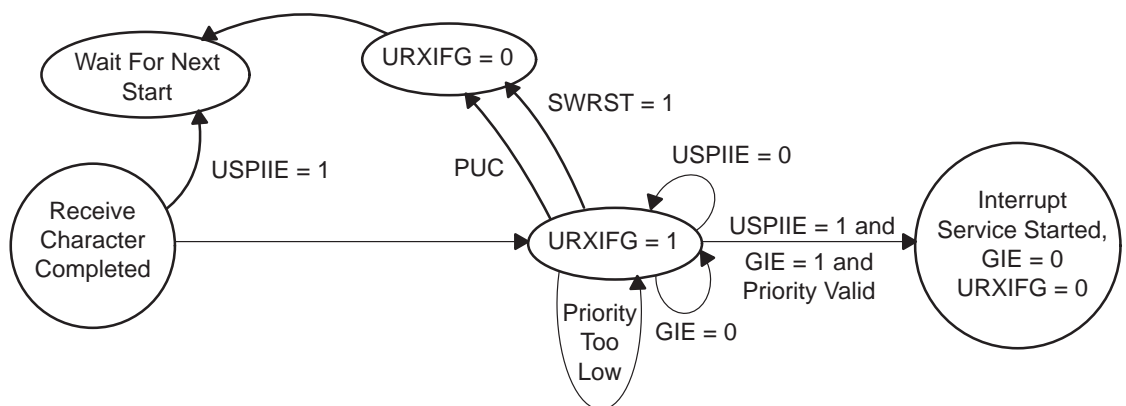 Wait For Next
Start
URXIFG = 0
SWRST = 1
USPIIE = 1
PUC
USPIIE = 0
Receive
Character
Completed
URXIFG = 1
USPIIE = 1 and
GIE = 1 and
Priority Valid
Priority
Too
Low
GIE = 0
Interrupt
Service Started,
GIE = 0
URXIFG = 0